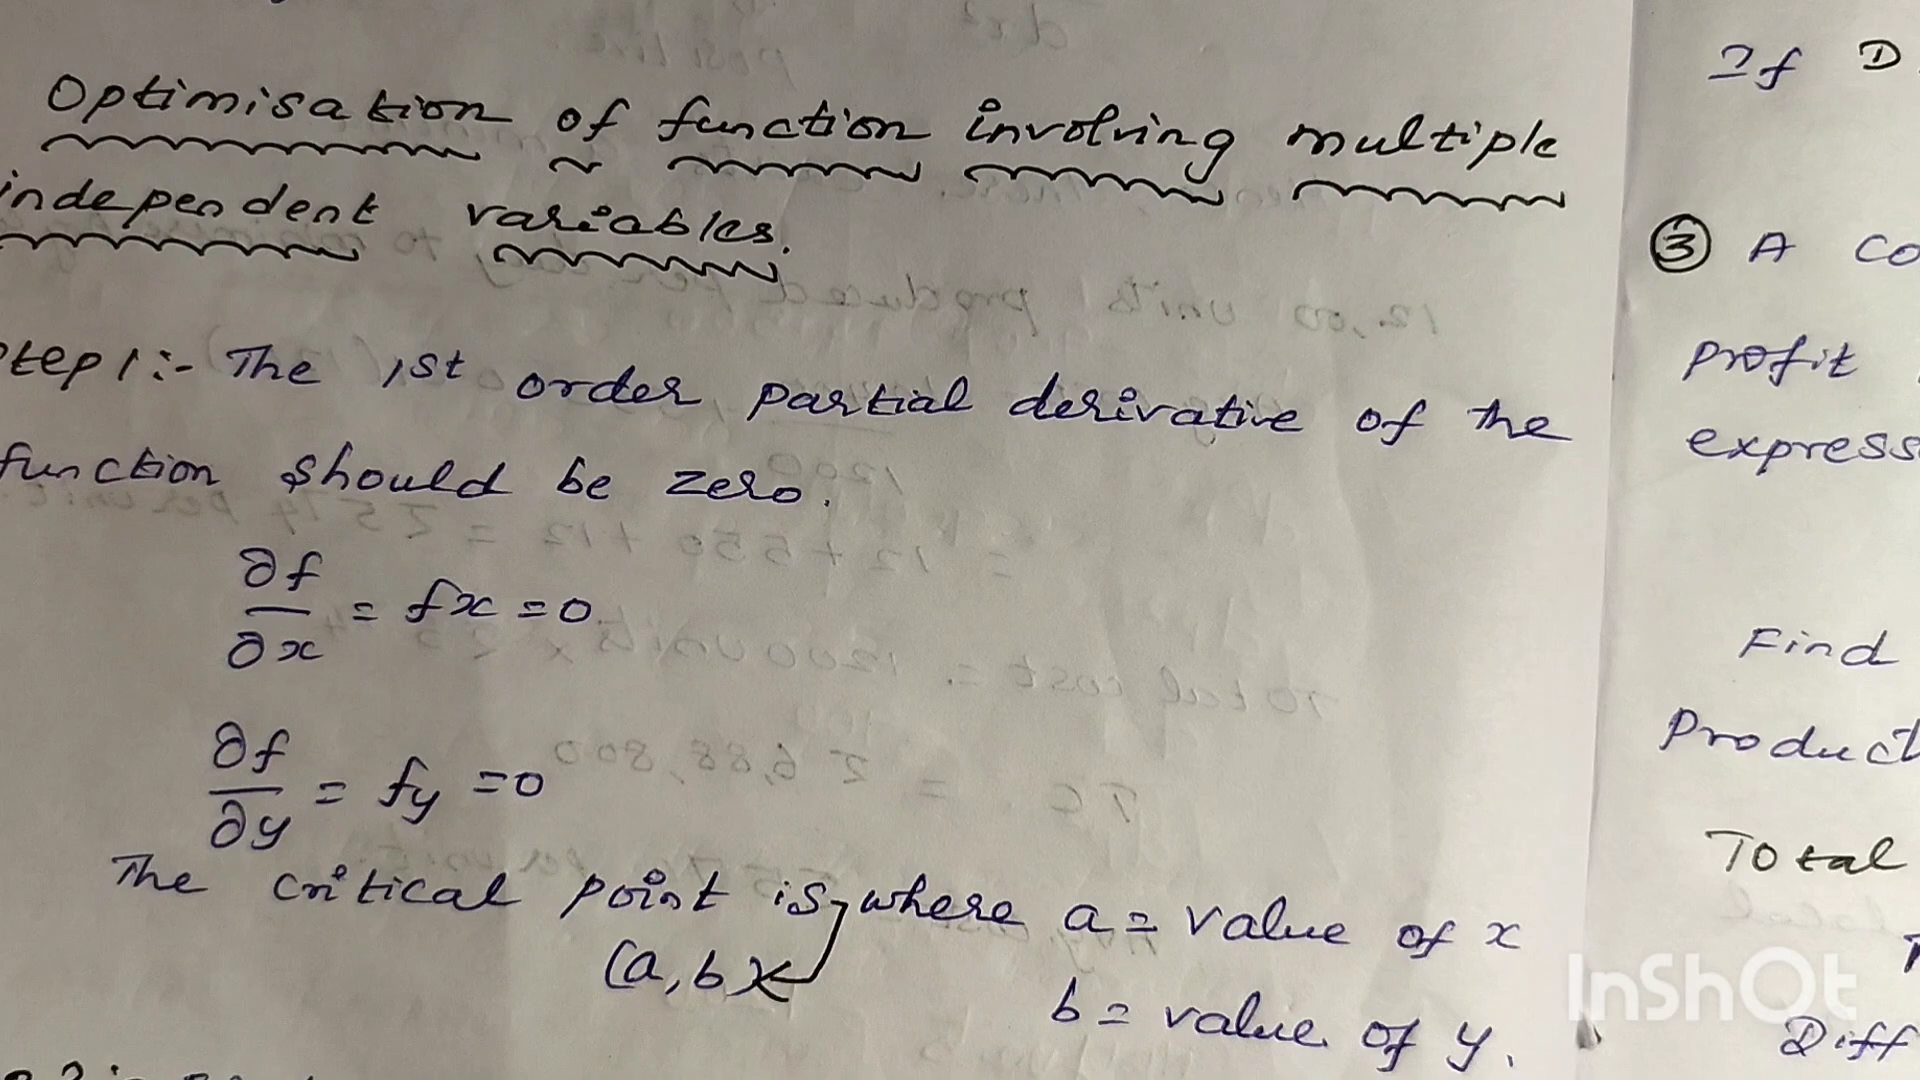 Optimisation of function involving multiple
independent variables.
Step 1:- The 1st order partial derivative of the
function should be zero.
∂f/∂x = fx = 0
∂f/∂y = fy = 0
The critical point is, where a = value of x
(a, b)
b = value of y.
If D
③ A Co
profit
express
Find
Product
Total
Diff
InShOt